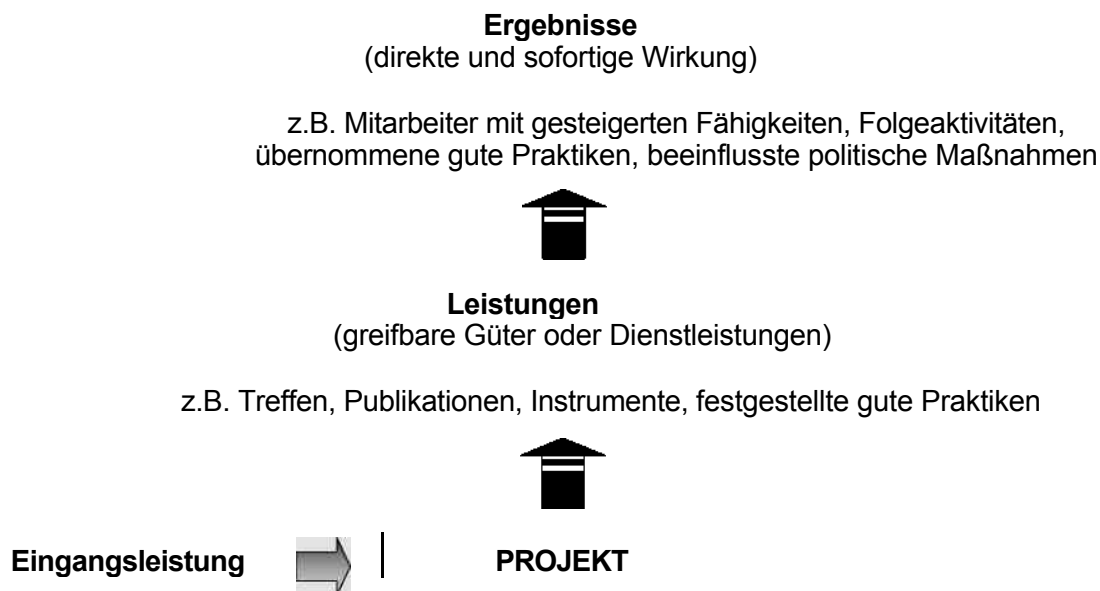 Ergebnisse
(direkte und sofortige Wirkung)
z.B. Mitarbeiter mit gesteigerten Fähigkeiten, Folgeaktivitäten,
übernommene gute Praktiken, beeinflusste politische Maßnahmen
Leistungen
(greifbare Güter oder Dienstleistungen)
z.B. Treffen, Publikationen, Instrumente, festgestellte gute Praktiken
Eingangsleistung PROJEKT